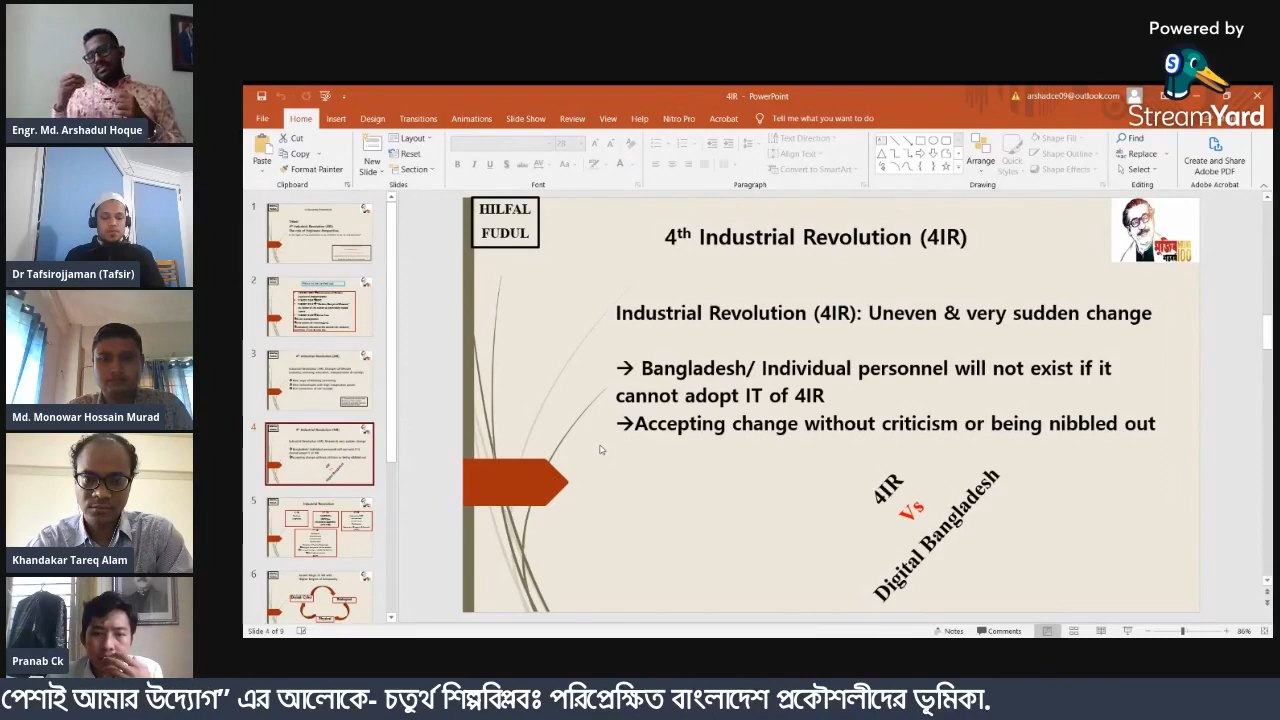 Powered by
StreamYard
Engr. Md. Arshadul Hoque
Dr Tafsirojjaman (Tafsir)
Md. Monowar Hossain Murad
Khandakar Tareq Alam
Pranab Ck
4IR - PowerPoint
arshadce09@outlook.com
File Home Insert Design Transitions Animations Slide Show Review View Help Nitro Pro Acrobat Tell me what you want to do
Paste
Cut
Copy
Format Painter
Clipboard
New Slide
Layout
Reset
Section
Slides
Font
Text Direction
Align Text
Convert to SmartArt
Paragraph
Arrange
Quick Styles
Shape Fill
Shape Outline
Shape Effects
Drawing
Find
Replace
Select
Editing
Create and Share Adobe PDF
Adobe Acrobat
1
2
3
4
5
6
HILFAL
FUDUL
4th Industrial Revolution (4IR)
Industrial Revolution (4IR): Uneven & very sudden change
→ Bangladesh/ Individual personnel will not exist if it
cannot adopt IT of 4IR
→Accepting change without criticism or being nibbled out
4IR
Vs
Digital Bangladesh
Slide 4 of 9
Notes
Comments
86%
পেশাই আমার উদ্যোগ” এর আলোকে- চতুর্থ শিল্পবিপ্লবঃ পরিপ্রেক্ষিত বাংলাদেশ প্রকৌশলীদের ভূমিকা.